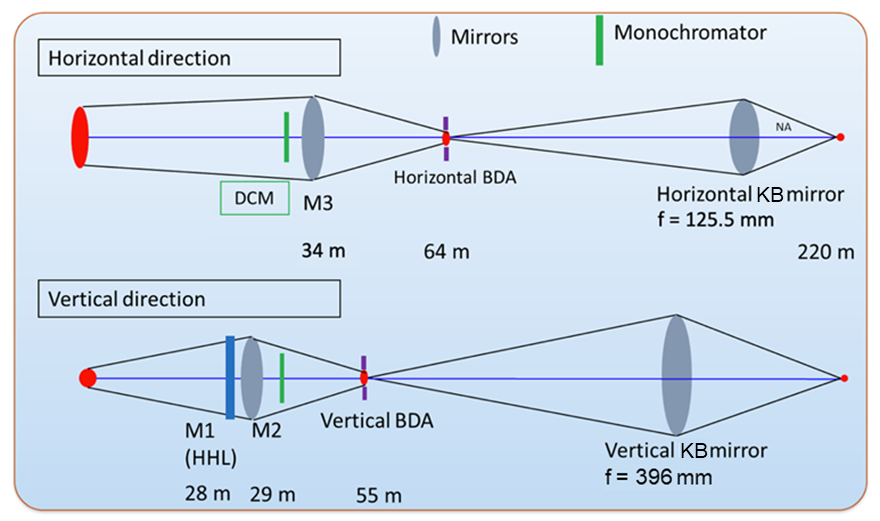 Mirrors
Monochromator
Horizontal direction
NA
Horizontal BDA
DCM
M3
Horizontal KB mirror
f = 125.5 mm
34 m
64 m
220 m
Vertical direction
Vertical BDA
M1
(HHL)
M2
Vertical KB mirror
f = 396 mm
28 m
29 m
55 m